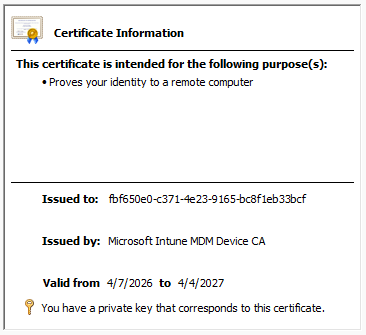 Certificate Information
This certificate is intended for the following purpose(s):
• Proves your identity to a remote computer
Issued to: fbf650e0-c371-4e23-9165-bc8f1eb33bcf
Issued by: Microsoft Intune MDM Device CA
Valid from 4/7/2026 to 4/4/2027
You have a private key that corresponds to this certificate.